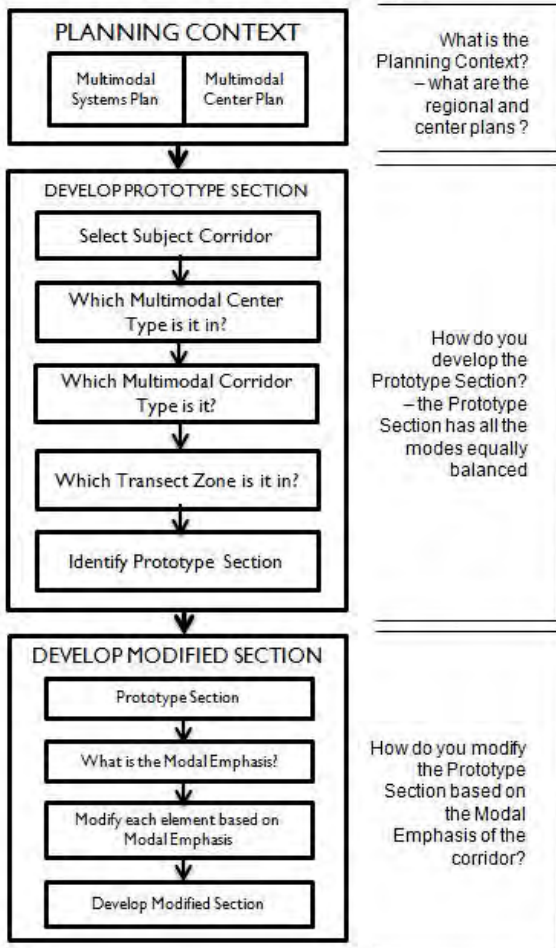 PLANNING CONTEXT
Multimodal
Systems Plan
Multimodal
Center Plan
What is the
Planning Context?
– what are the
regional and
center plans ?
DEVELOP PROTOTYPE SECTION
Select Subject Corridor
Which Multimodal Center
Type is it in?
Which Multimodal Corridor
Type is it?
Which Transect Zone is it in?
Identify Prototype Section
How do you
develop the
Prototype Section?
– the Prototype
Section has all the
modes equally
balanced
DEVELOP MODIFIED SECTION
Prototype Section
What is the Modal Emphasis?
Modify each element based on
Modal Emphasis
Develop Modified Section
How do you modify
the Prototype
Section based on
the Modal
Emphasis of the
corridor?